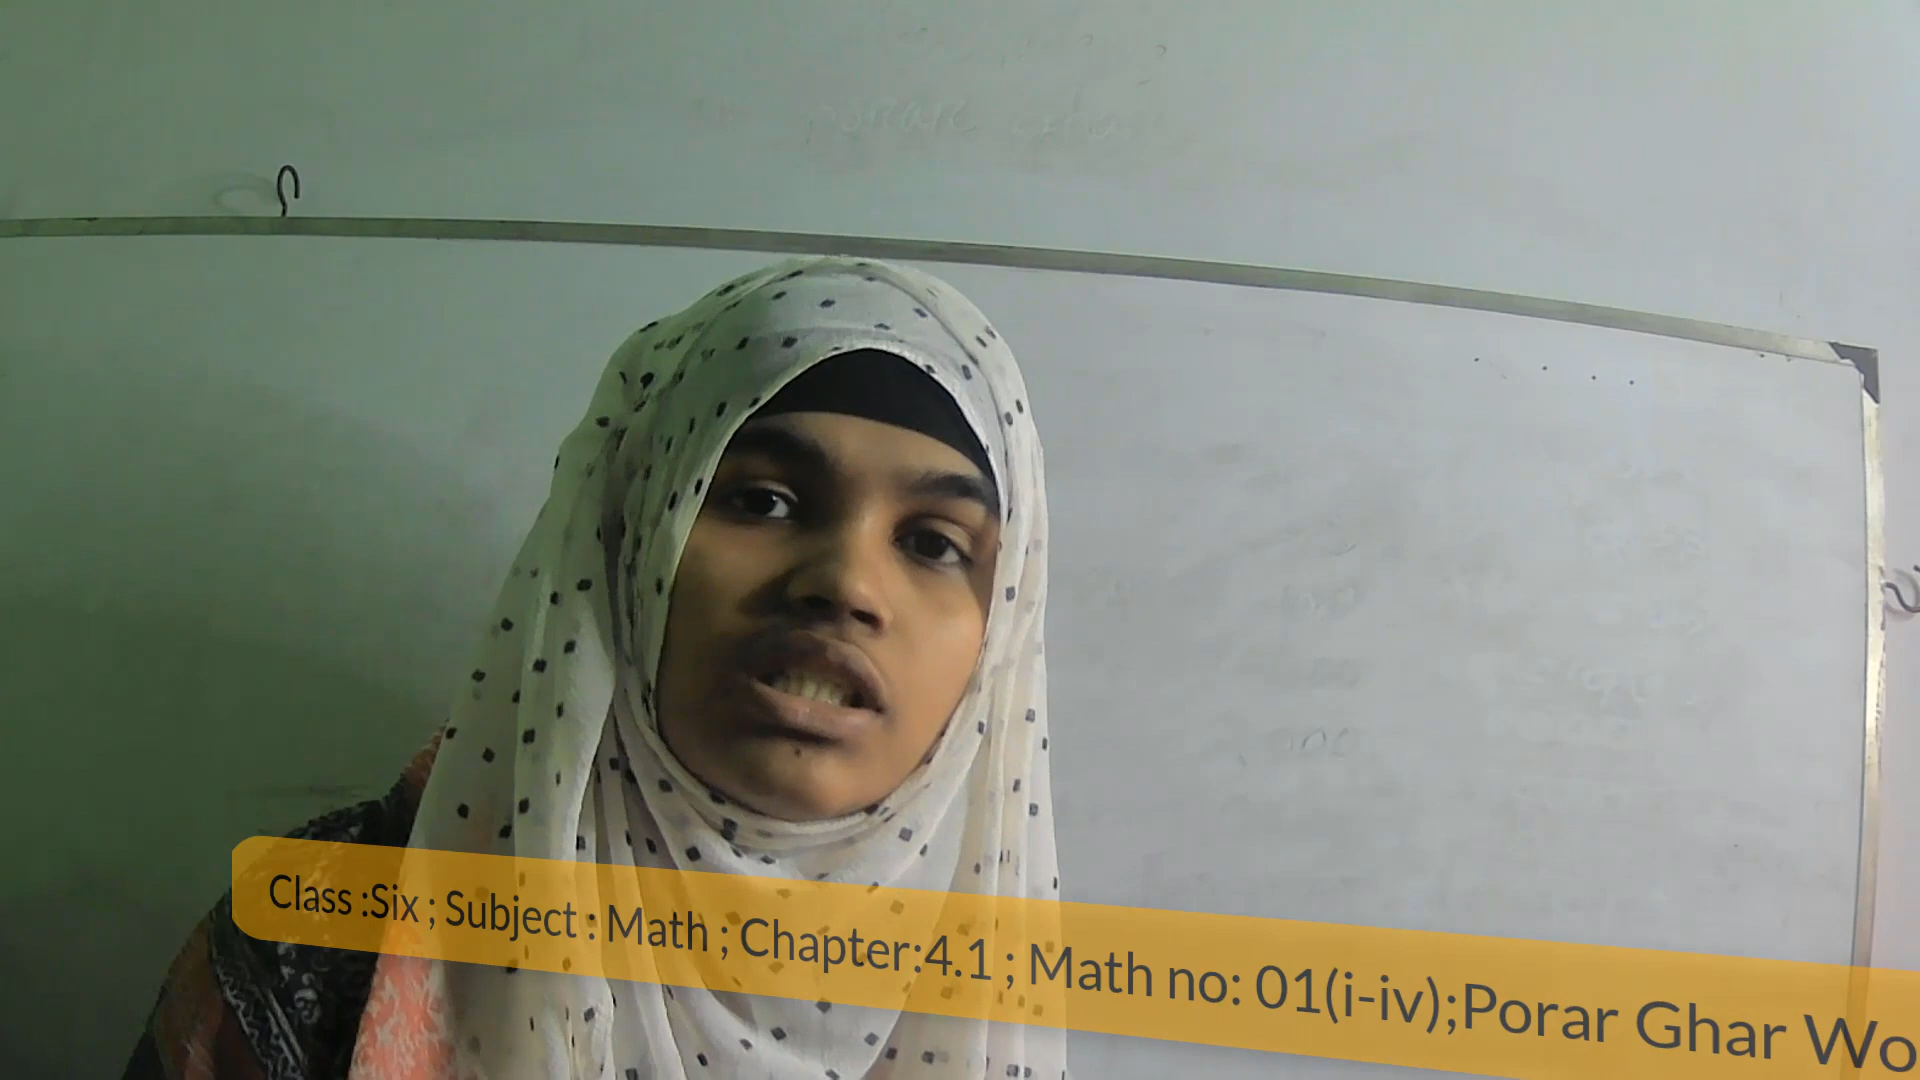 Class :Six ; Subject : Math ; Chapter:4.1 ; Math no: 01(i-iv);Porar Ghar Wo